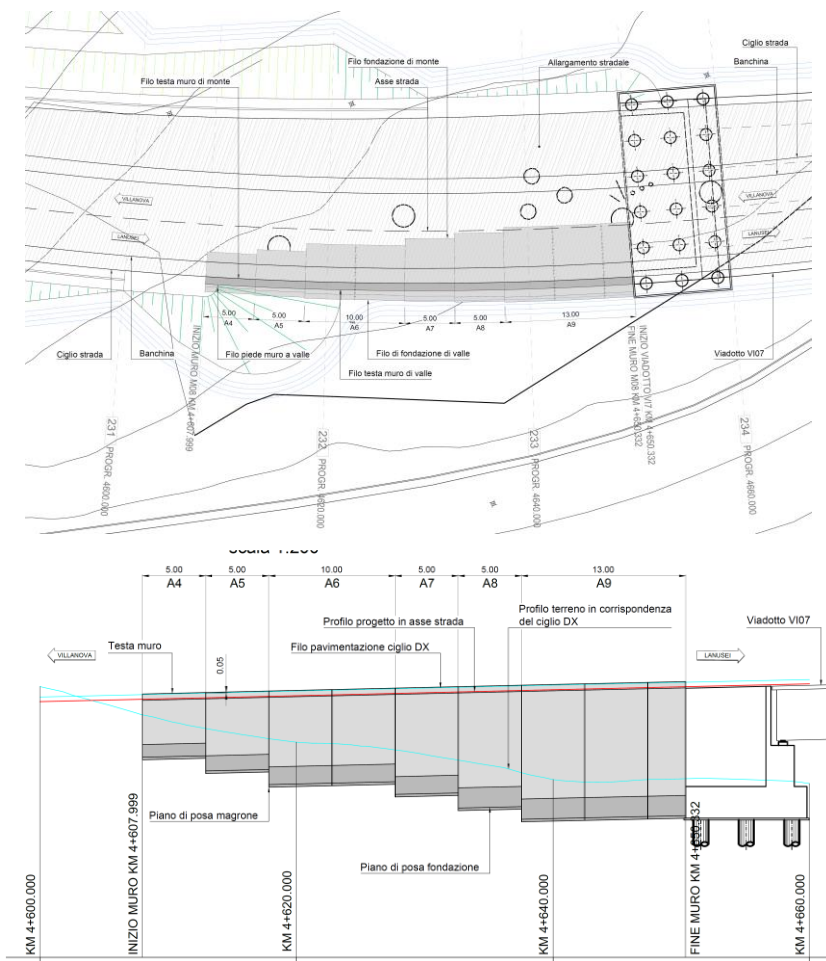 Ciglio strada
Filo fondazione di monte
Allargamento stradale
Banchina
Filo testa muro di monte
Asse strada
VILLANOVA
VILLANOVA
LANUSEI
LANUSEI
5.00
A4
5.00
A5
10.00
A6
5.00
A7
5.00
A8
13.00
A9
Ciglio strada
Banchina
Filo piede muro a valle
Filo di fondazione di valle
Viadotto VI07
Filo testa muro di valle
INIZIO MURO M08 KM 4+607.999
INIZIO VIADOTTO VI7 KM 4+650.332
FINE MURO M08 KM 4+650.332
231
PROGR. 4600.000
232
PROGR. 4620.000
233
PROGR. 4640.000
234
PROGR. 4660.000
5.00
A4
5.00
A5
10.00
A6
5.00
A7
5.00
A8
13.00
A9
Profilo progetto in asse strada
Profilo terreno in corrispondenza
del ciglio DX
Viadotto VI07
Testa muro
Filo pavimentazione ciglio DX
VILLANOVA
LANUSEI
0.05
Piano di posa magrone
Piano di posa fondazione
KM 4+600.000
INIZIO MURO KM 4+607.999
KM 4+620.000
KM 4+640.000
FINE MURO KM 4+650.332
KM 4+660.000